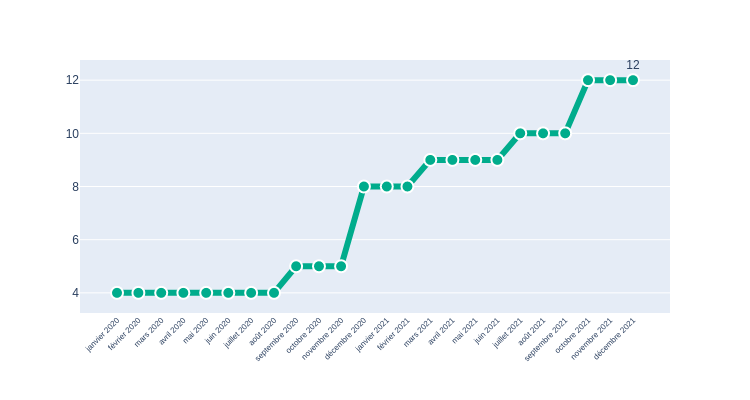 12
12
10
8
6
4
janvier 2020
février 2020
mars 2020
avril 2020
mai 2020
juin 2020
juillet 2020
août 2020
septembre 2020
octobre 2020
novembre 2020
décembre 2020
janvier 2021
février 2021
mars 2021
avril 2021
mai 2021
juin 2021
juillet 2021
août 2021
septembre 2021
octobre 2021
novembre 2021
décembre 2021